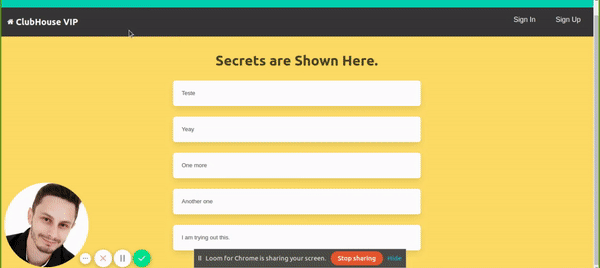 ClubHouse VIP
Sign In
Sign Up
Secrets are Shown Here.
Teste
Yeay
One more
Another one
I am trying out this.
Loom for Chrome is sharing your screen.
Stop sharing
Hide